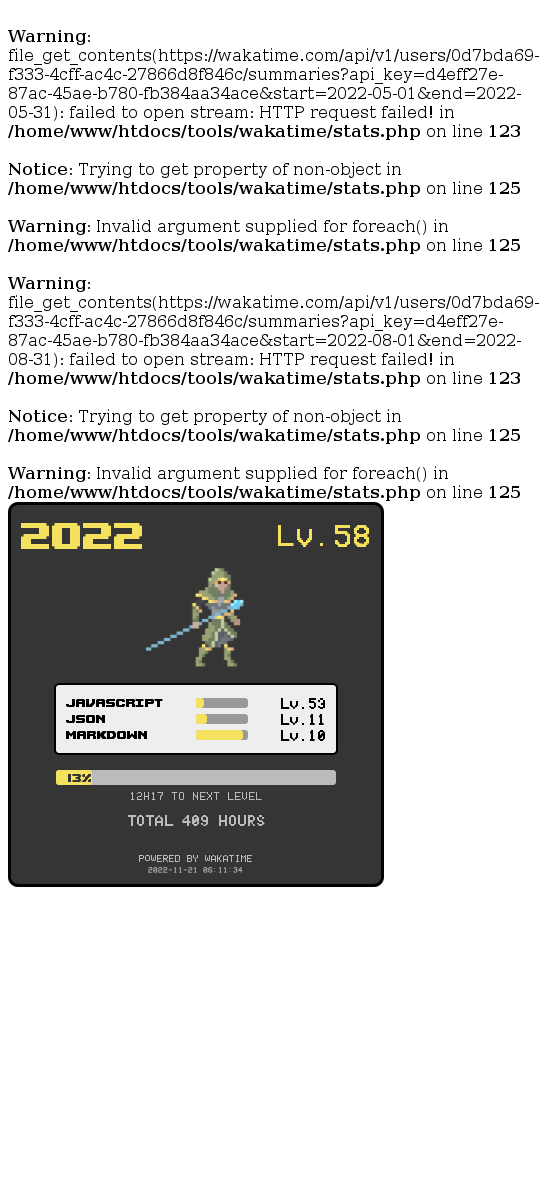 Warning:
file_get_contents(https://wakatime.com/api/v1/users/0d7bda69-
f333-4cff-ac4c-27866d8f846c/summaries?api_key=d4eff27e-
87ac-45ae-b780-fb384aa34ace&start=2022-05-01&end=2022-
05-31): failed to open stream: HTTP request failed! in
/home/www/htdocs/tools/wakatime/stats.php on line 123
Notice: Trying to get property of non-object in
/home/www/htdocs/tools/wakatime/stats.php on line 125
Warning: Invalid argument supplied for foreach() in
/home/www/htdocs/tools/wakatime/stats.php on line 125
Warning:
file_get_contents(https://wakatime.com/api/v1/users/0d7bda69-
f333-4cff-ac4c-27866d8f846c/summaries?api_key=d4eff27e-
87ac-45ae-b780-fb384aa34ace&start=2022-08-01&end=2022-
08-31): failed to open stream: HTTP request failed! in
/home/www/htdocs/tools/wakatime/stats.php on line 123
Notice: Trying to get property of non-object in
/home/www/htdocs/tools/wakatime/stats.php on line 125
Warning: Invalid argument supplied for foreach() in
/home/www/htdocs/tools/wakatime/stats.php on line 125
2022 Lv.58
JAVASCRIPT Lv.53
JSON Lv.11
MARKDOWN Lv.10
13%
12H17 TO NEXT LEVEL
TOTAL 409 HOURS
POWERED BY WAKATIME
2022-11-21 06:11:34